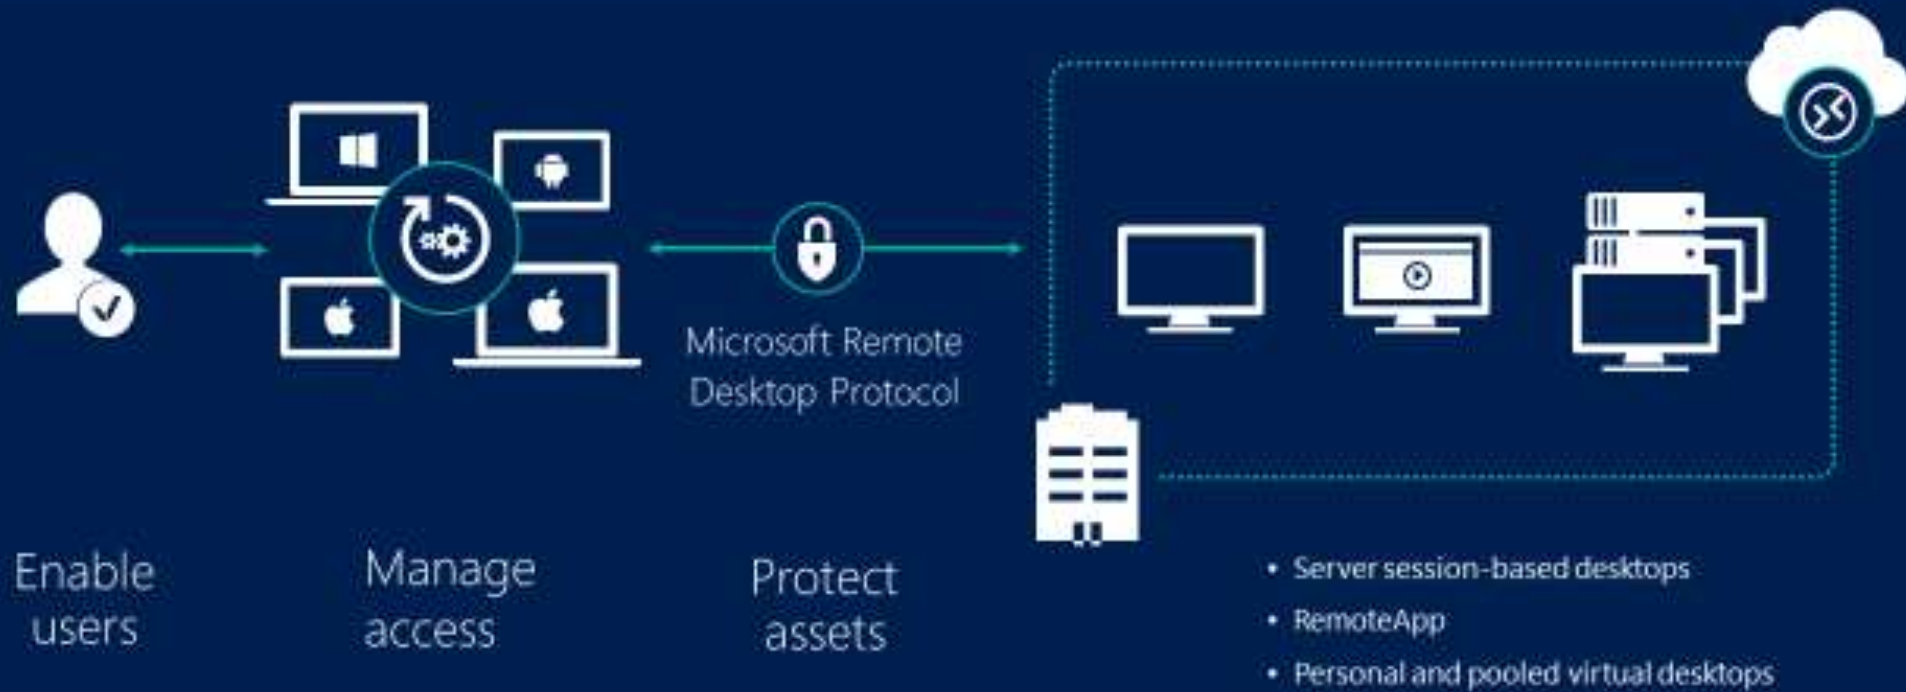 Microsoft Remote
Desktop Protocol
Enable
users
Manage
access
Protect
assets
• Server session-based desktops
• RemoteApp
• Personal and pooled virtual desktops